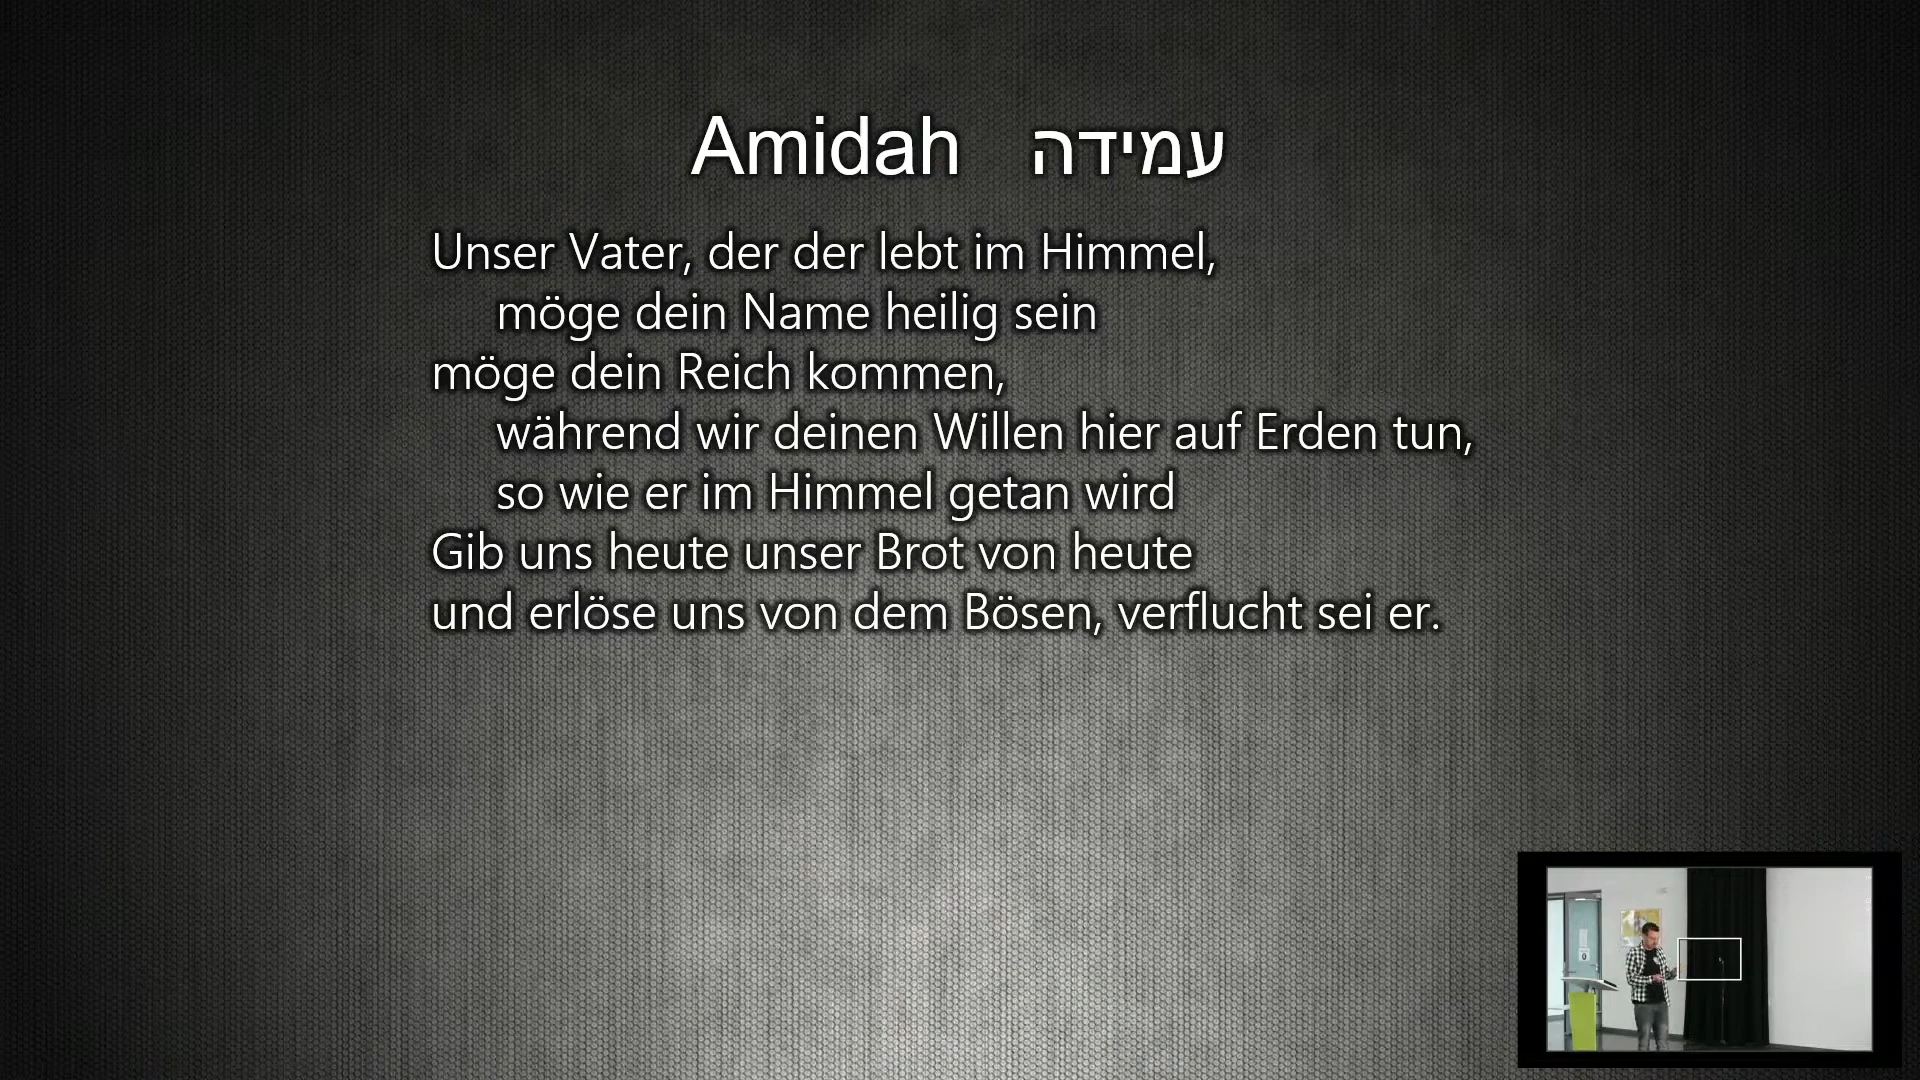 Amidah עמידה
Unser Vater, der der lebt im Himmel,
möge dein Name heilig sein
möge dein Reich kommen,
während wir deinen Willen hier auf Erden tun,
so wie er im Himmel getan wird
Gib uns heute unser Brot von heute
und erlöse uns von dem Bösen, verflucht sei er.